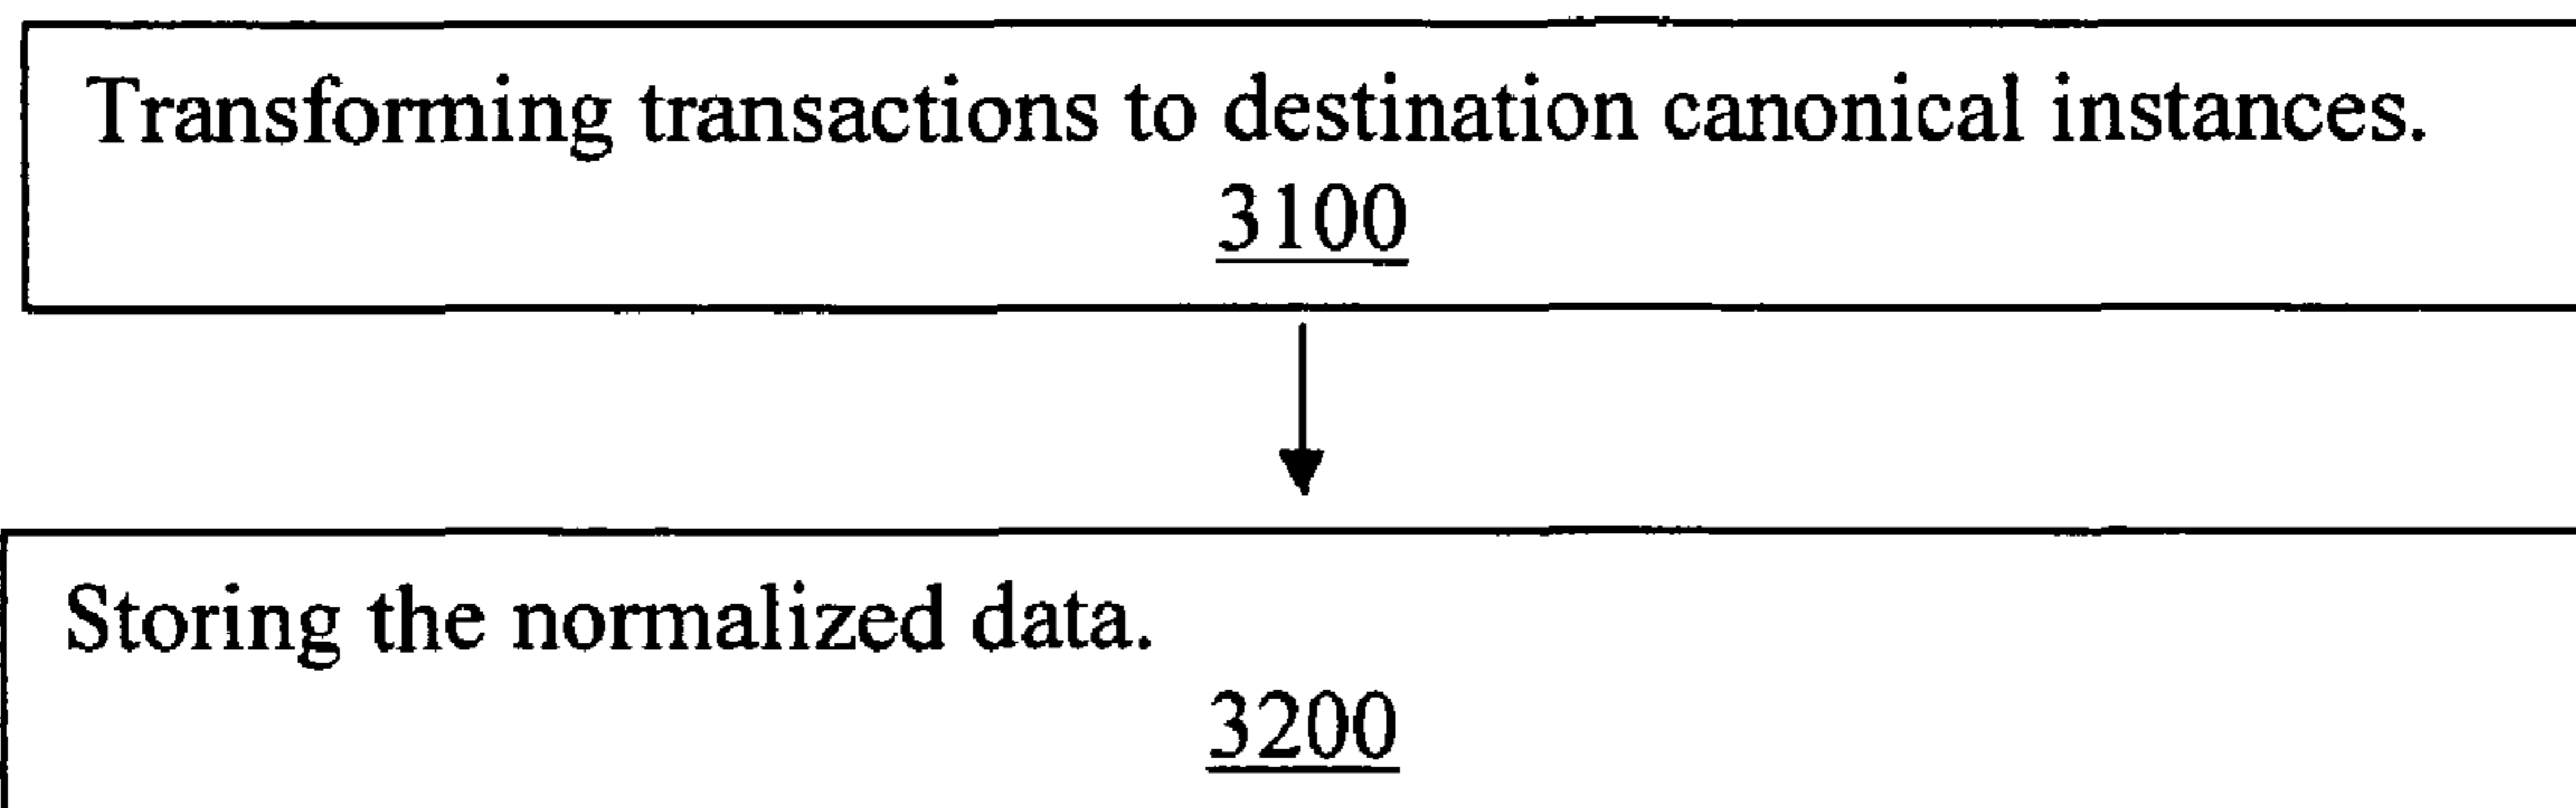 Transforming transactions to destination canonical instances.
3100
Storing the normalized data.
3200